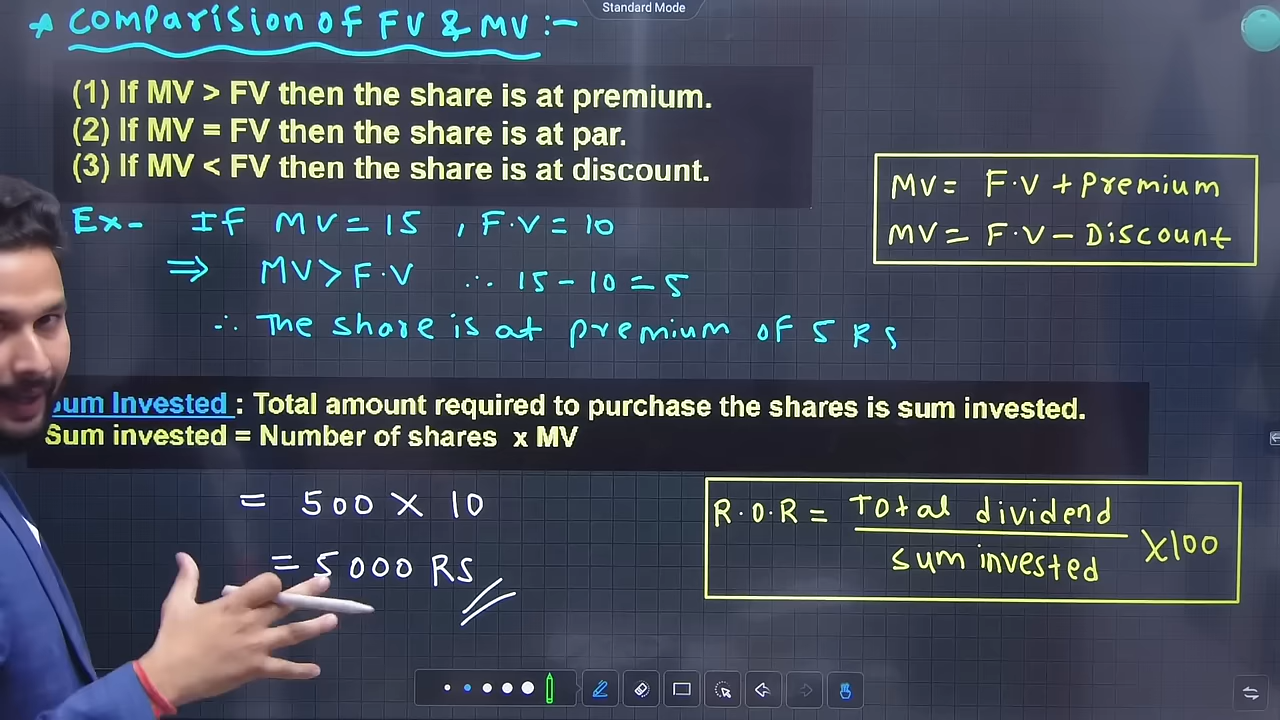 Standard Mode
* Comparision of FV & MV :-
(1) If MV > FV then the share is at premium.
(2) If MV = FV then the share is at par.
(3) If MV < FV then the share is at discount.
MV = F.V + Premium
MV = F.V - Discount
Ex- If MV = 15 , F.V = 10
⇒ MV > F.V ∴ 15 - 10 = 5
∴ The share is at premium of 5 Rs
Sum Invested : Total amount required to purchase the shares is sum invested.
Sum invested = Number of shares x MV
= 500 X 10
= 5000 RS
R.O.R = Total dividend
sum invested X100